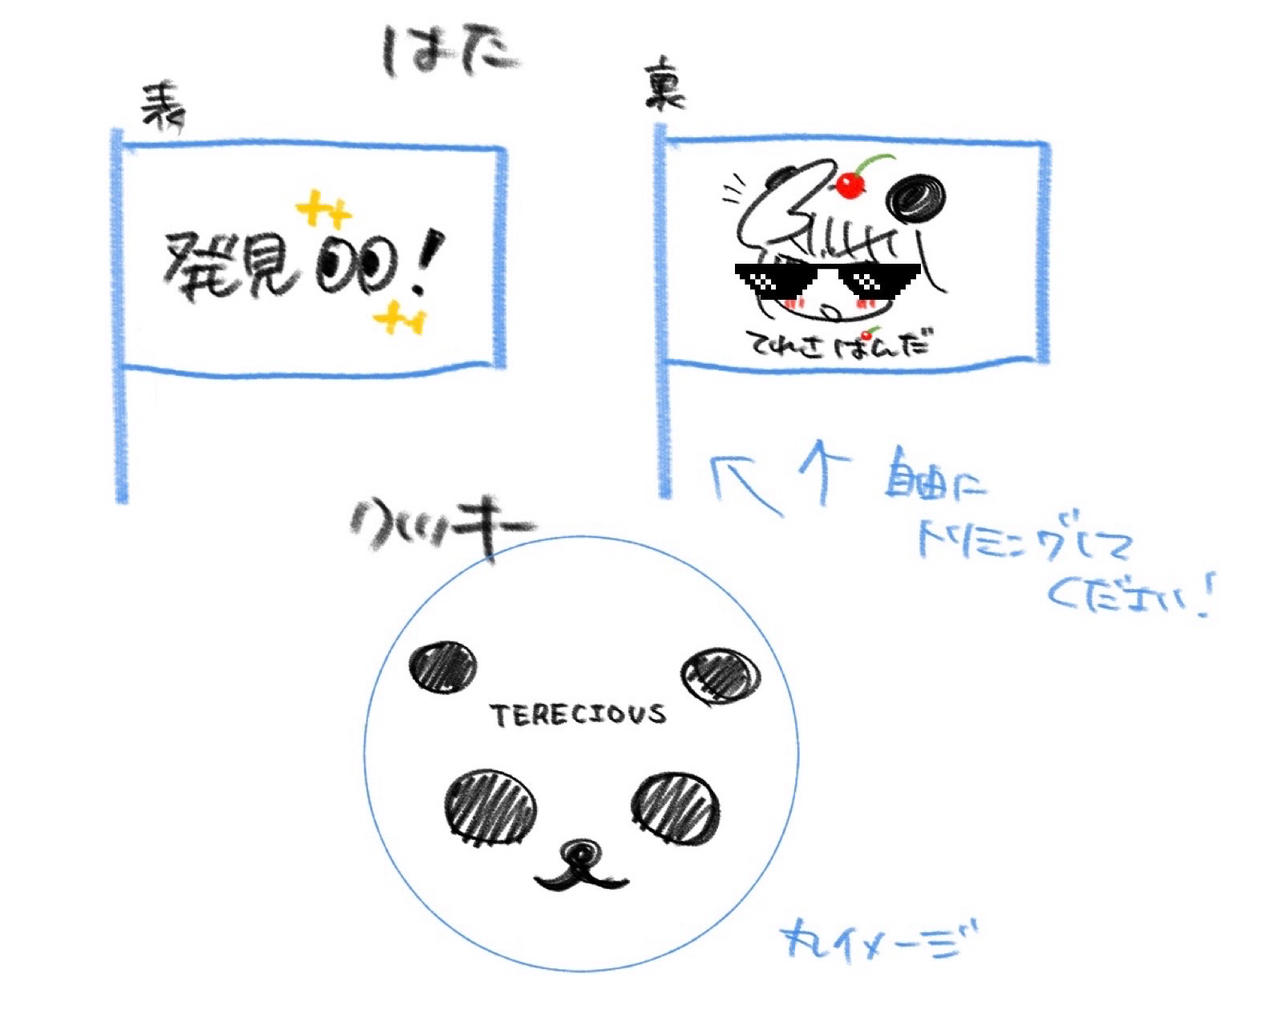 はた
表
裏
発見👀!
てれさぱんだ
自由に
トリミングして
ください!
クッキー
TERECIOUS
丸イメージ